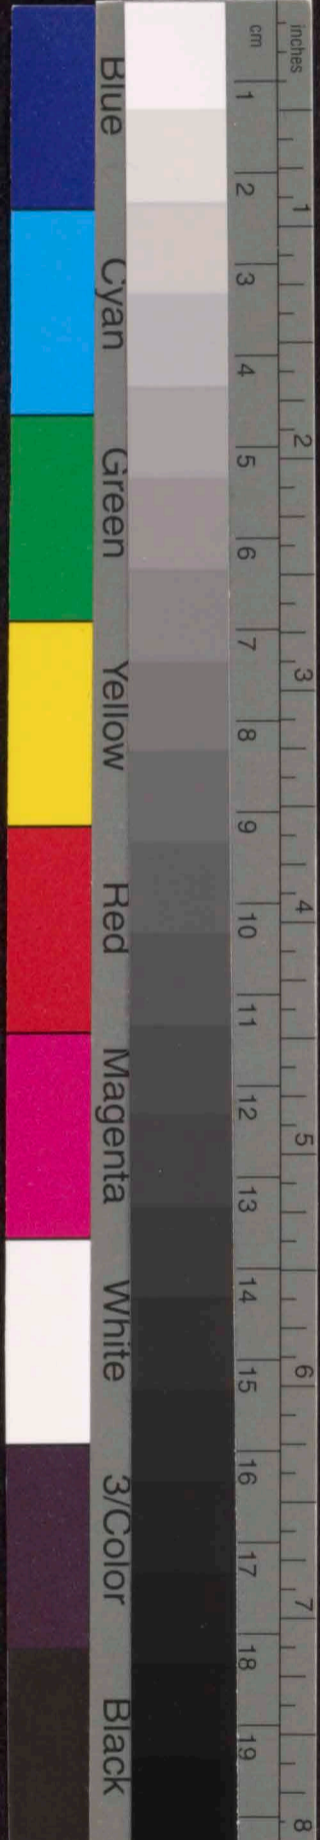 inches
cm
1 2 3 4 5 6 7 8
1 2 3 4 5 6 7 8 9 10 11 12 13 14 15 16 17 18 19
Blue Cyan Green Yellow Red Magenta White 3/Color Black